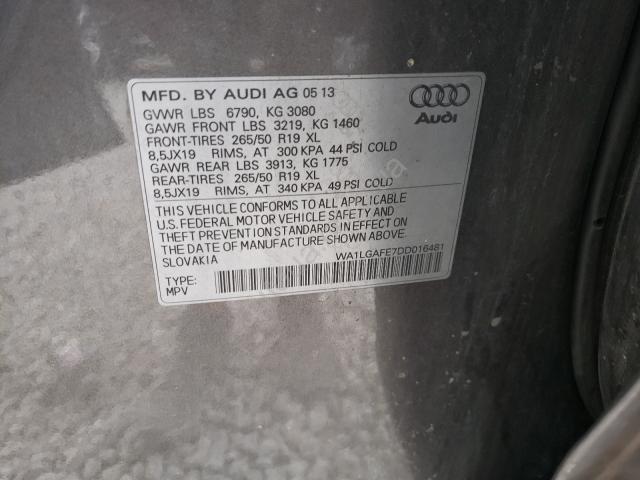 MFD. BY AUDI AG 05 13
GVWR LBS 6790, KG 3080
GAWR FRONT LBS 3219, KG 1460
FRONT-TIRES 265/50 R19 XL
8,5JX19 RIMS, AT 300 KPA 44 PSI COLD
GAWR REAR LBS 3913, KG 1775
REAR-TIRES 265/50 R19 XL
8,5JX19 RIMS, AT 340 KPA 49 PSI COLD
Audi
THIS VEHICLE CONFORMS TO ALL APPLICABLE
U.S. FEDERAL MOTOR VEHICLE SAFETY AND
THEFT PREVENTION STANDARDS IN EFFECT ON
THE DATE OF MANUFACTURE SHOWN ABOVE.
SLOVAKIA
WA1LGAFE7DD016481
TYPE:
MPV